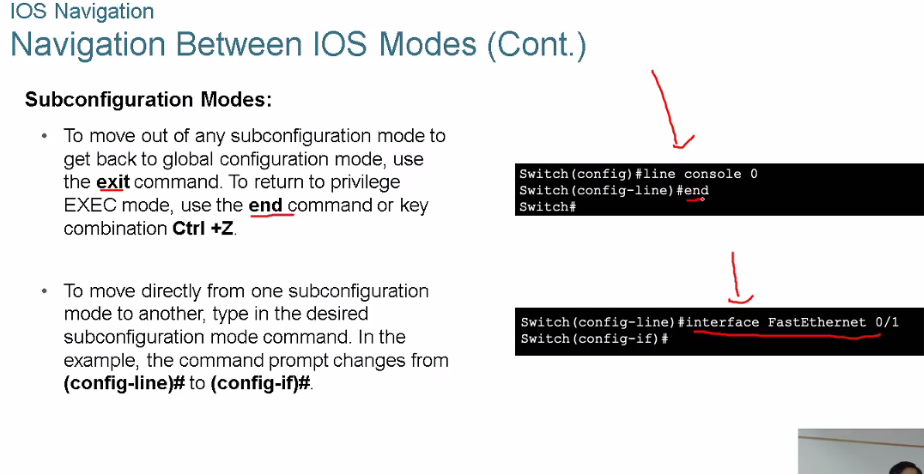 IOS Navigation
Navigation Between IOS Modes (Cont.)
Subconfiguration Modes:
• To move out of any subconfiguration mode to
get back to global configuration mode, use
the exit command. To return to privilege
EXEC mode, use the end command or key
combination Ctrl +Z.
• To move directly from one subconfiguration
mode to another, type in the desired
subconfiguration mode command. In the
example, the command prompt changes from
(config-line)# to (config-if)#.
Switch(config)#line console 0
Switch(config-line)#end
Switch#
Switch(config-line)#interface FastEthernet 0/1
Switch(config-if)#